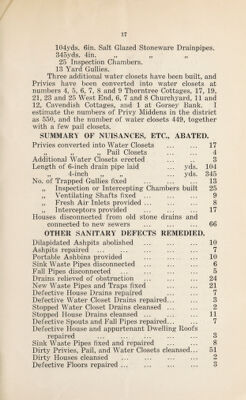 17
104yds. 6in. Salt Glazed Stoneware Drainpipes.
345yds. 4in. „ „ „
25 Inspection Chambers.
13 Yard Gullies.
Three additional water closets have been built, and
Privies have been converted into water closets at
numbers 4, 5, 6, 7, 8 and 9 Thorntree Cottages, 17, 19,
21, 23 and 25 West End, 6, 7 and 8 Churchyard, 11 and
12, Cavendish Cottages, and 1 at Gorsey Bank. I
estimate the numbers of Privy Middens in the district
as 550, and the number of water closets 449, together
with a few pail closets.
SUMMARY OF NUISANCES, ETC., ABATED.
Privies converted into Water Closets ... ... 17
„ „ Pail Closets ... ... 4
Additional Water Closets erected ... ... 3
Length of 6-inch drain pipe laid ... yds. 104
„ 4-inch „ „ ... yds. 345
No. of Trapped Gullies fixed ... ... ... 13
„ Inspection or Intercepting Chambers built 25
„ Ventilating Shafts fixed ... ... ... 9
„ Fresh Air Inlets provided ... ... ... 8
„ Interceptors provided ... ... ... 17
Houses disconnected from old stone drains and
connected to new sewers ... ... ... 66
OTHER SANITARY DEFECTS REMEDIED.
Dilapidated Ashpits abolished ... ... ... 10
Ashpits repaired ... ... ... ... ... 7
Portable Ashbins provided ... ... ... 10
Sink Waste Pipes disconnected ... ... ... 6
Fall Pipes disconnected ... ... ... ... 5
Drains relieved of obstruction ... ... ... 24
New Waste Pipes and Traps fixed ... ... 21
Defective House Drains repaired ... ... 7
Defective Water Closet Drains repaired... ... 3
Stopped Water Closet Drains cleansed ... ... 2
Stopped House Drains cleansed ... ... ... 11
Defective Spouts and Fall Pipes repaired... ... 7
Defective House and appurtenant Dwelling Roofs
repaired ... ... ... ... ... 3
Sink Waste Pipes fixed and repaired ... ... 8
Dirty Privies, Pail, and Water Closets cleansed... 51
Dirty Houses cleansed ... ... ... ... 2
Defective Floors repaired ... ... ... ... 3